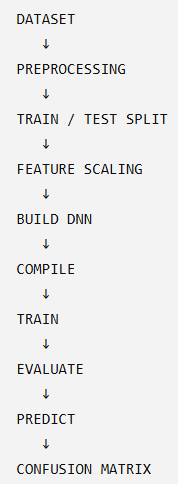 DATASET
↓
PREPROCESSING
↓
TRAIN / TEST SPLIT
↓
FEATURE SCALING
↓
BUILD DNN
↓
COMPILE
↓
TRAIN
↓
EVALUATE
↓
PREDICT
↓
CONFUSION MATRIX